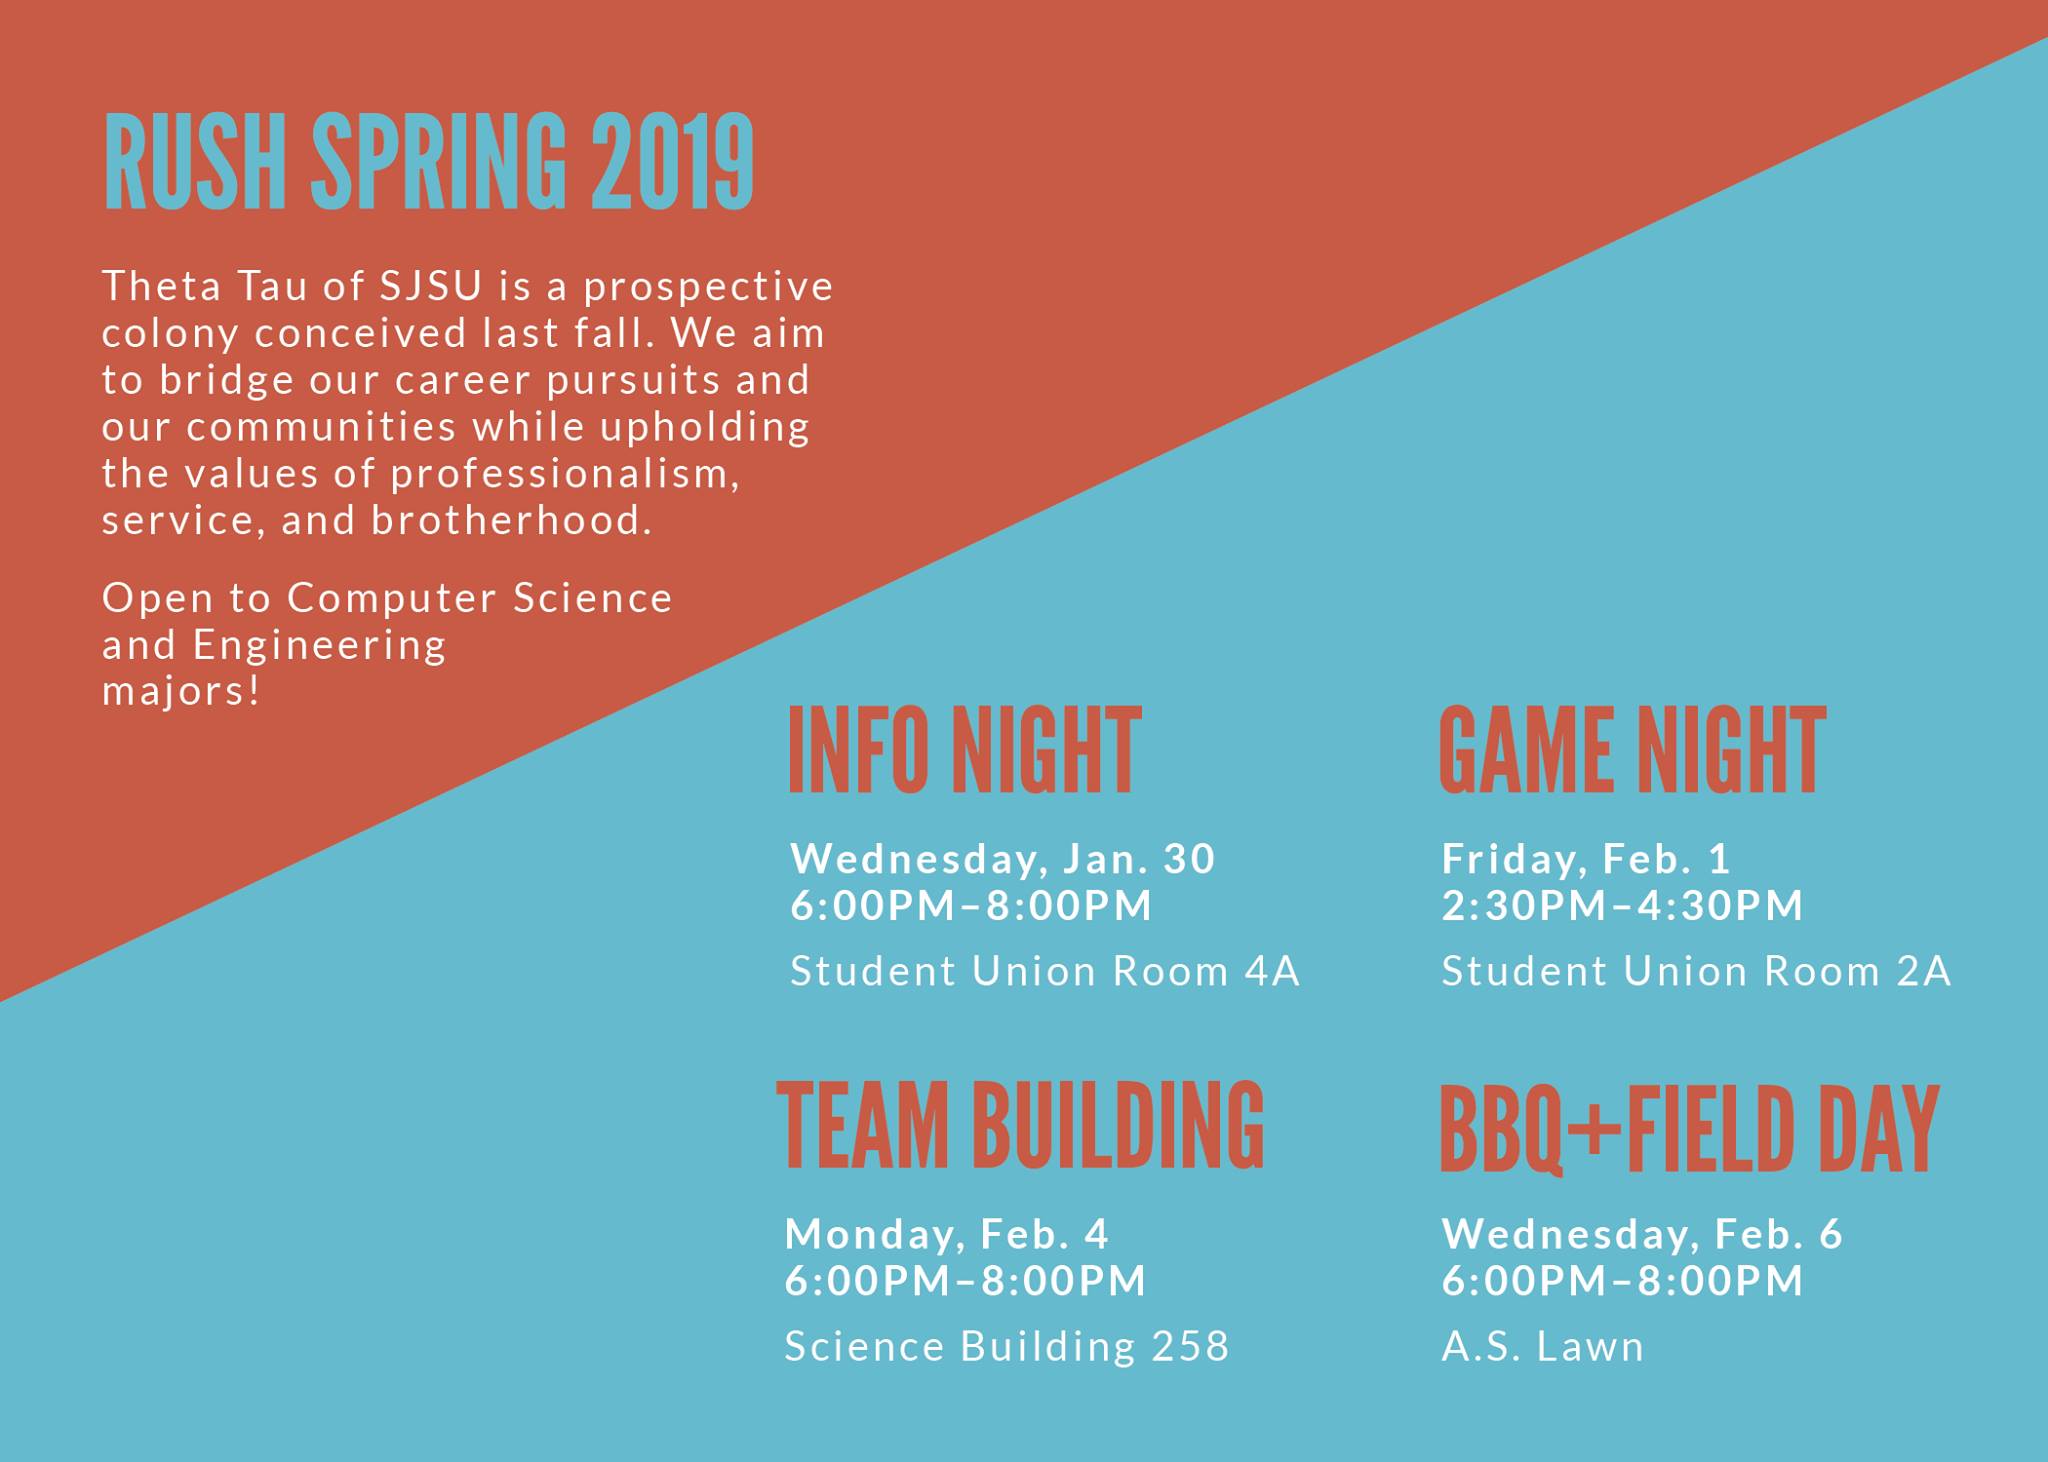 RUSH SPRING 2019
Theta Tau of SJSU is a prospective
colony conceived last fall. We aim
to bridge our career pursuits and
our communities while upholding
the values of professionalism,
service, and brotherhood.
Open to Computer Science
and Engineering
majors!
INFO NIGHT
Wednesday, Jan. 30
6:00PM–8:00PM
Student Union Room 4A
GAME NIGHT
Friday, Feb. 1
2:30PM–4:30PM
Student Union Room 2A
TEAM BUILDING
Monday, Feb. 4
6:00PM–8:00PM
Science Building 258
BBQ+FIELD DAY
Wednesday, Feb. 6
6:00PM–8:00PM
A.S. Lawn